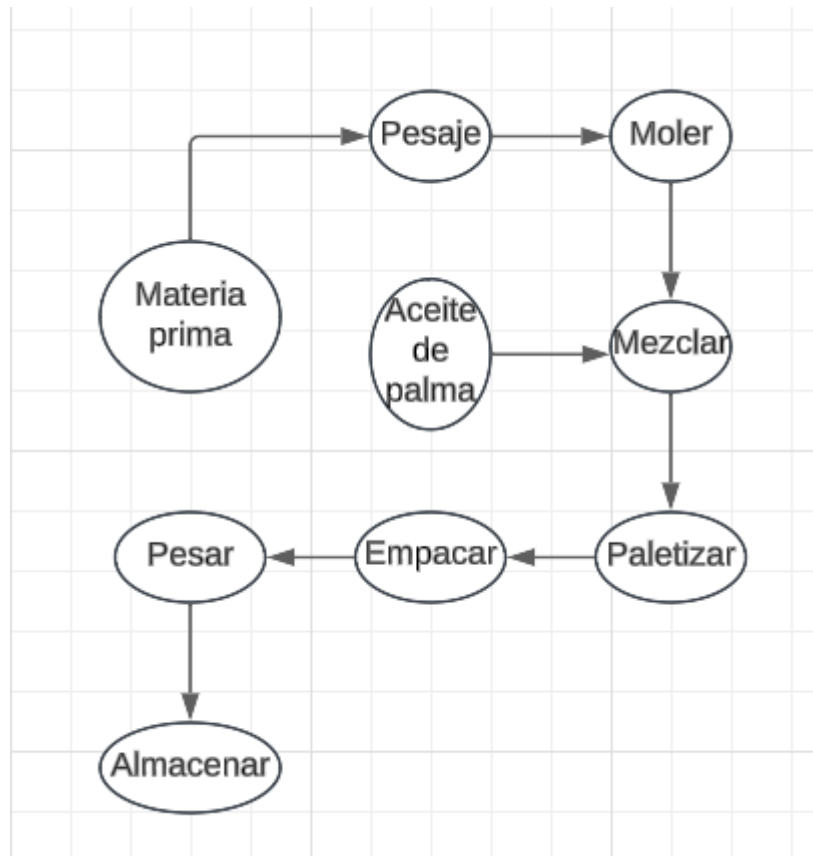 Pesaje
Moler
Materia
prima
Aceite
de
palma
Mezclar
Pesar
Empacar
Paletizar
Almacenar